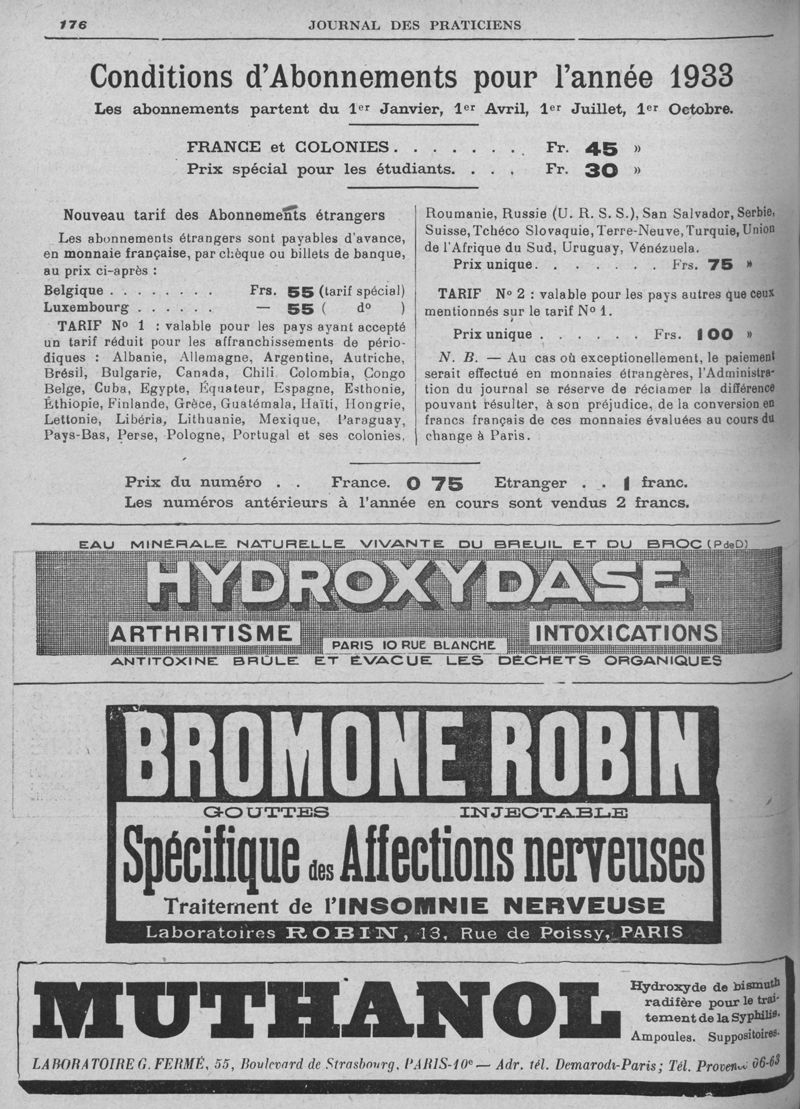 176
JOURNAL DES PRATICIENS
Conditions d'Abonnements pour l'année 1933
Les abonnements partent du 1er Janvier, 1er Avril, 1er Juillet, 1er Octobre.
FRANCE et COLONIES. . . . . . . . Fr. 45 »
Prix spécial pour les étudiants. . . . Fr. 30 »
Nouveau tarif des Abonnements étrangers
Les abonnements étrangers sont payables d'avance,
en monnaie française, par chèque ou billets de banque,
au prix ci-après :
Belgique . . . . . . . . Frs. 55 (tarif spécial)
Luxembourg . . . . . . — 55 ( do )
TARIF No 1 : valable pour les pays ayant accepté
un tarif réduit pour les affranchissements de pério-
diques : Albanie, Allemagne, Argentine, Autriche,
Brésil, Bulgarie, Canada, Chili Colombia, Congo
Belge, Cuba, Egypte, Équateur, Espagne, Esthonie,
Éthiopie, Finlande, Grèce, Guatémala, Haïti, Hongrie,
Lettonie, Libéria, Lithuanie, Mexique, Paraguay,
Pays-Bas, Perse, Pologne, Portugal et ses colonies,
Roumanie, Russie (U. R. S. S.), San Salvador, Serbie,
Suisse, Tchéco Slovaquie, Terre-Neuve, Turquie, Union
de l'Afrique du Sud, Uruguay, Vénézuela.
Prix unique. . . . . . . . Frs. 75 »
TARIF No 2 : valable pour les pays autres que ceux
mentionnés sur le tarif No 1.
Prix unique . . . . . . Frs. 100 »
N. B. — Au cas où exceptionellement, le paiement
serait effectué en monnaies étrangères, l'Administra-
tion du journal se réserve de réclamer la différence
pouvant résulter, à son préjudice, de la conversion en
francs français de ces monnaies évaluées au cours du
change à Paris.
Prix du numéro . . France. 0 75 Etranger . . 1 franc.
Les numéros antérieurs à l'année en cours sont vendus 2 francs.
EAU MINÉRALE NATURELLE VIVANTE DU BREUIL ET DU BROC (P de D)
HYDROXYDASE
ARTHRITISME
INTOXICATIONS
PARIS 10 RUE BLANCHE
ANTITOXINE BRÛLE ET ÉVACUE LES DÉCHETS ORGANIQUES
BROMONE ROBIN
GOUTTES INJECTABLE
Spécifique des Affections nerveuses
Traitement de l'INSOMNIE NERVEUSE
Laboratoires ROBIN, 13, Rue de Poissy, PARIS
MUTHANOL
Hydroxyde de bismuth
radifère pour le trai-
tement de la Syphilis.
Ampoules. Suppositoires.
LABORATOIRE G. FERMÉ, 55, Boulevard de Strasbourg, PARIS-10e — Adr. tél. Demarodi-Paris; Tél. 06-63